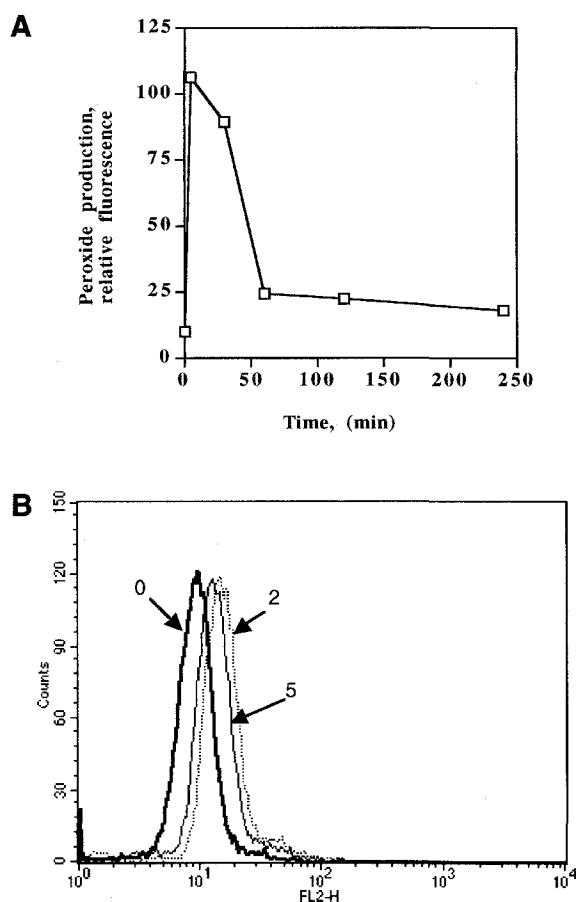 A
Peroxide production,
relative fluorescence
125
100
75
50
25
0
0 50 100 150 200 250
Time, (min)
B
150
120
90
60
30
0
Counts
0
2
5
10^0 10^1 10^2 10^3 10^4
FL2-H